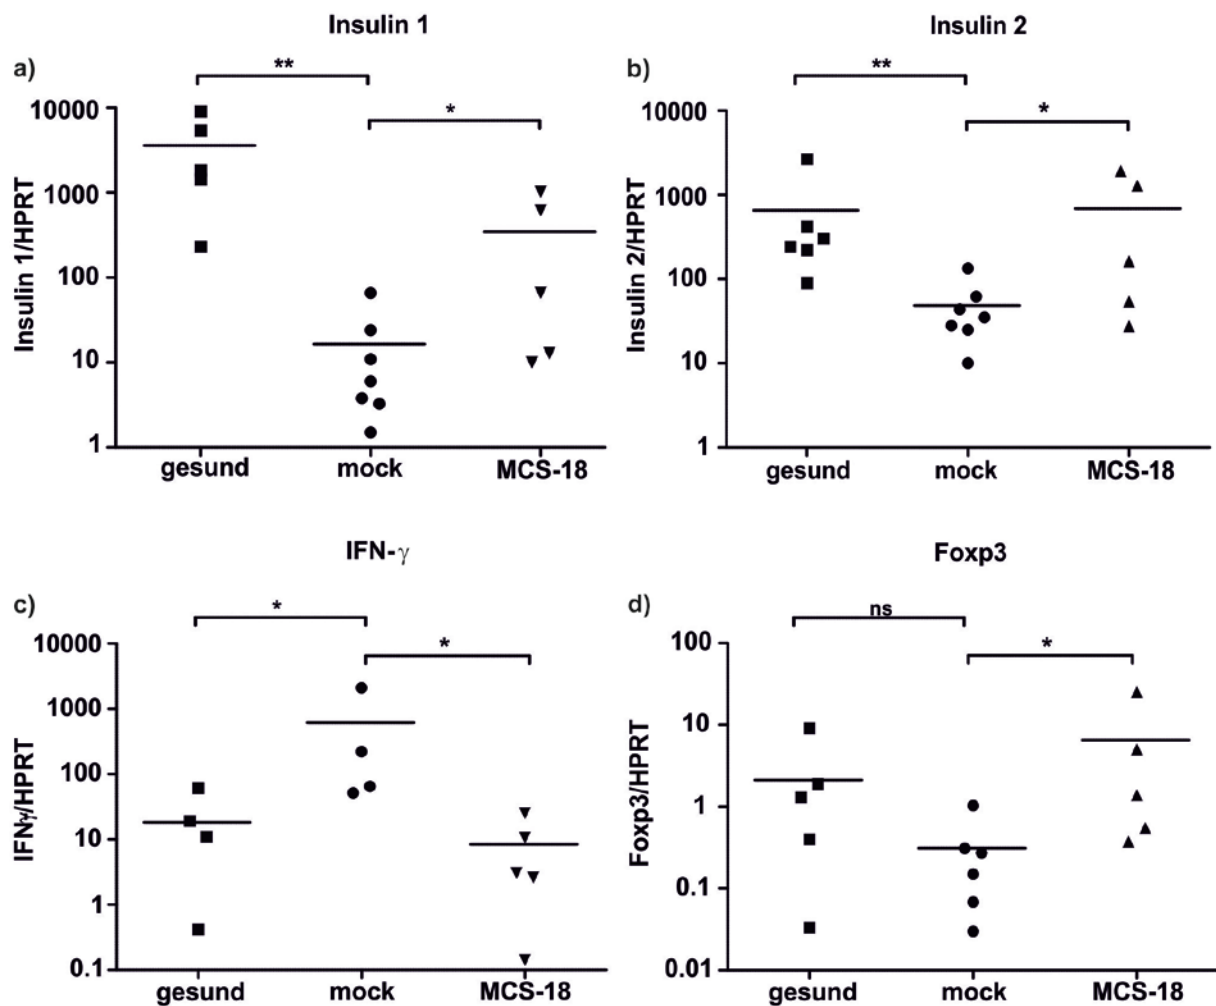 Insulin 1
a)
**
*
10000
1000
100
10
1
Insulin 1/HPRT
gesund mock MCS-18
Insulin 2
b)
**
*
10000
1000
100
10
1
Insulin 2/HPRT
gesund mock MCS-18
IFN-γ
c)
*
*
10000
1000
100
10
1
0.1
IFNγ/HPRT
gesund mock MCS-18
Foxp3
d)
ns
*
100
10
1
0.1
0.01
Foxp3/HPRT
gesund mock MCS-18